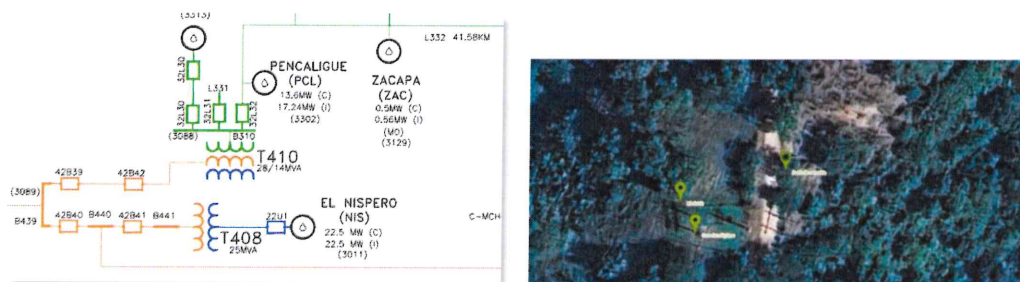 (3313)
32L30
L332 41.58KM
PENCALIGUE
(PCL)
13.6MW (C)
17.24MW (I)
(3302)
ZACAPA
(ZAC)
0.5MW (C)
0.56MW (I)
(MD)
(3129)
32L30
L331
32L31
32L32
(3088)
B310
T410
28/14MVA
42B39
42B42
(3089)
B439
42B40
B440
42B41
B441
T408
25MVA
22U1
EL NISPERO
(NIS)
22.5 MW (C)
22.5 MW (I)
(3011)
C-MCH